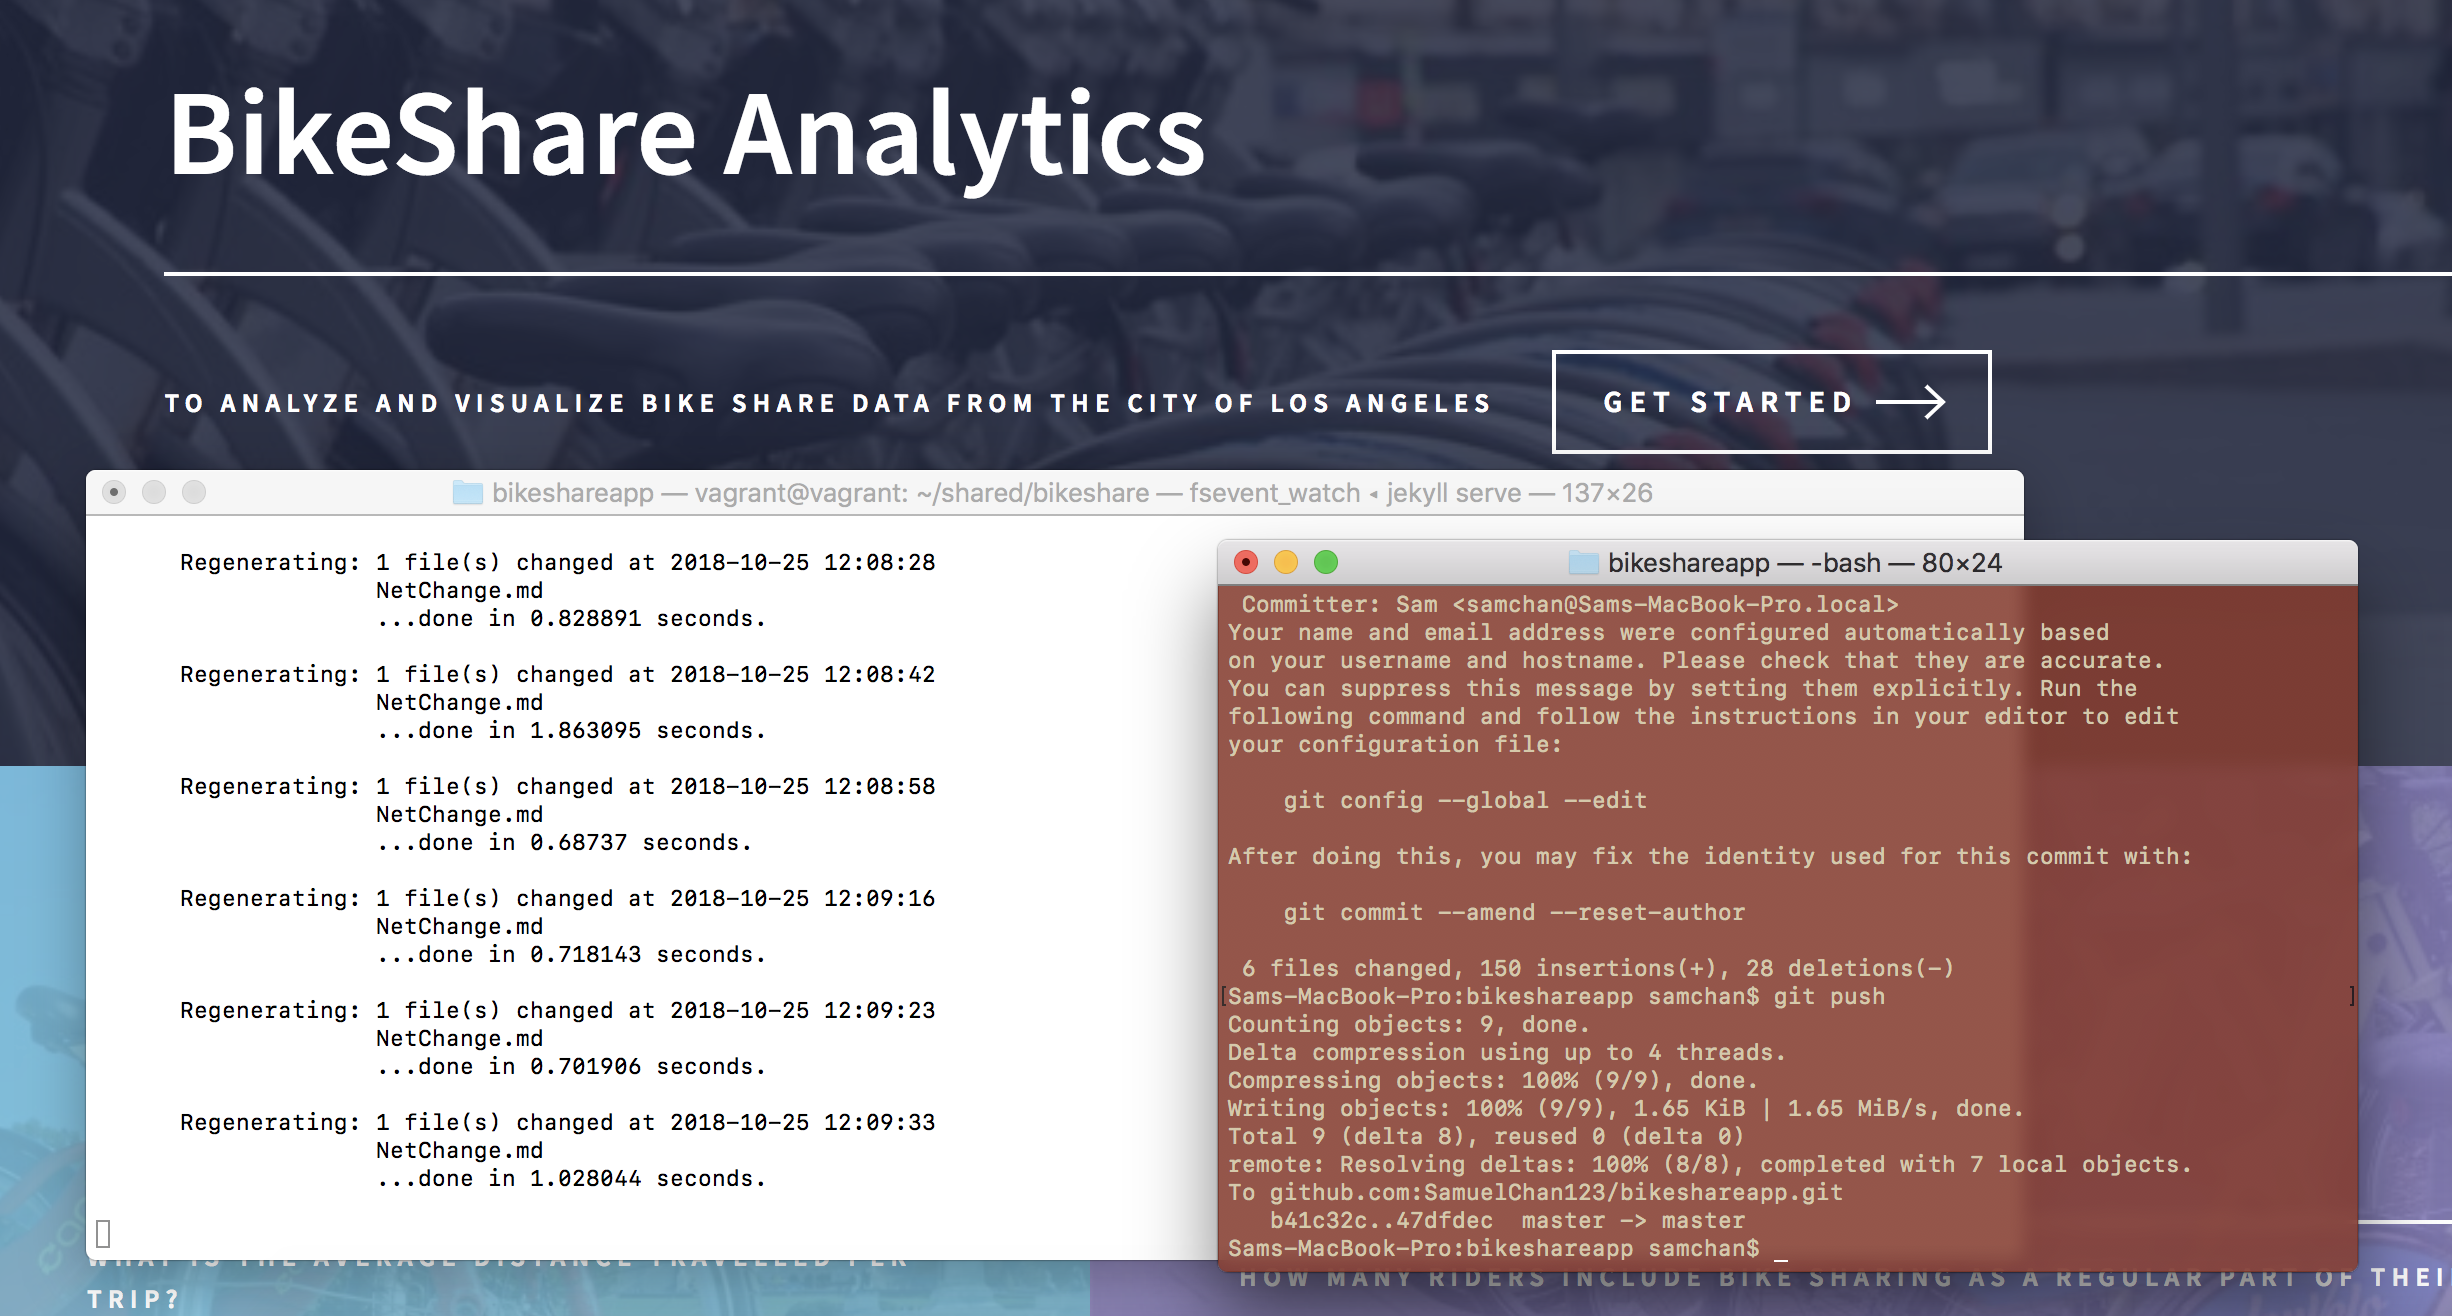 BikeShare Analytics
TO ANALYZE AND VISUALIZE BIKE SHARE DATA FROM THE CITY OF LOS ANGELES
GET STARTED
bikeshareapp — vagrant@vagrant: ~/shared/bikeshare — fsevent_watch ◂ jekyll serve — 137×26
Regenerating: 1 file(s) changed at 2018-10-25 12:08:28
NetChange.md
...done in 0.828891 seconds.
Regenerating: 1 file(s) changed at 2018-10-25 12:08:42
NetChange.md
...done in 1.863095 seconds.
Regenerating: 1 file(s) changed at 2018-10-25 12:08:58
NetChange.md
...done in 0.68737 seconds.
Regenerating: 1 file(s) changed at 2018-10-25 12:09:16
NetChange.md
...done in 0.718143 seconds.
Regenerating: 1 file(s) changed at 2018-10-25 12:09:23
NetChange.md
...done in 0.701906 seconds.
Regenerating: 1 file(s) changed at 2018-10-25 12:09:33
NetChange.md
...done in 1.028044 seconds.
bikeshareapp — -bash — 80×24
Committer: Sam <samchan@Sams-MacBook-Pro.local>
Your name and email address were configured automatically based
on your username and hostname. Please check that they are accurate.
You can suppress this message by setting them explicitly. Run the
following command and follow the instructions in your editor to edit
your configuration file:
git config --global --edit
After doing this, you may fix the identity used for this commit with:
git commit --amend --reset-author
6 files changed, 150 insertions(+), 28 deletions(-)
[Sams-MacBook-Pro:bikeshareapp samchan$ git push ]
Counting objects: 9, done.
Delta compression using up to 4 threads.
Compressing objects: 100% (9/9), done.
Writing objects: 100% (9/9), 1.65 KiB | 1.65 MiB/s, done.
Total 9 (delta 8), reused 0 (delta 0)
remote: Resolving deltas: 100% (8/8), completed with 7 local objects.
To github.com:SamuelChan123/bikeshareapp.git
b41c32c..47dfdec master -> master
Sams-MacBook-Pro:bikeshareapp samchan$
WHAT IS THE AVERAGE DISTANCE TRAVELLED PER
TRIP?
HOW MANY RIDERS INCLUDE BIKE SHARING AS A REGULAR PART OF THEI